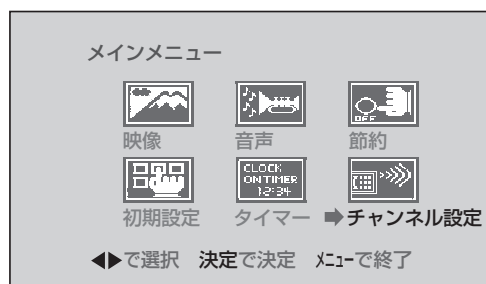 メインメニュー
映像 音声 節約
OFF
CLOCK
ONTIMER
12:34
初期設定 タイマー ➡チャンネル設定
◀▶で選択 決定で決定 メニューで終了